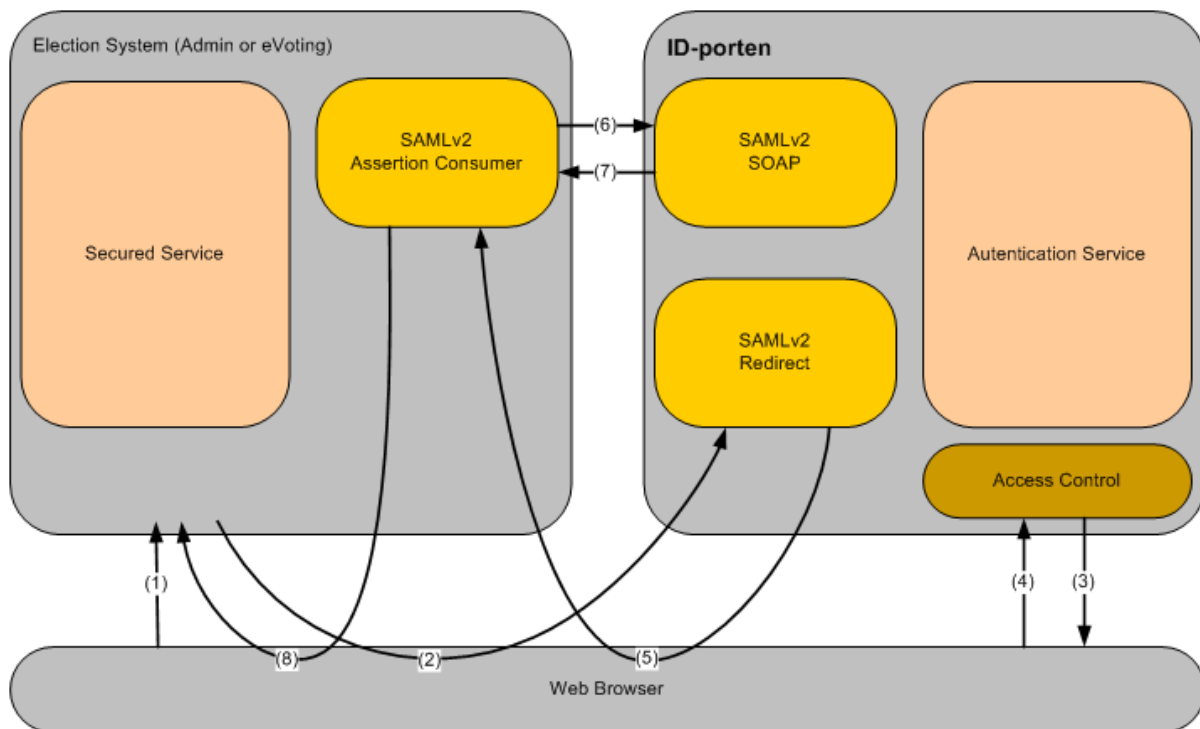 Election System (Admin or eVoting)
ID-porten
SAMLv2
Assertion Consumer
(6)
(7)
SAMLv2
SOAP
Secured Service
Autentication Service
SAMLv2
Redirect
Access Control
(1)
(4)
(3)
(8)
(2)
(5)
Web Browser